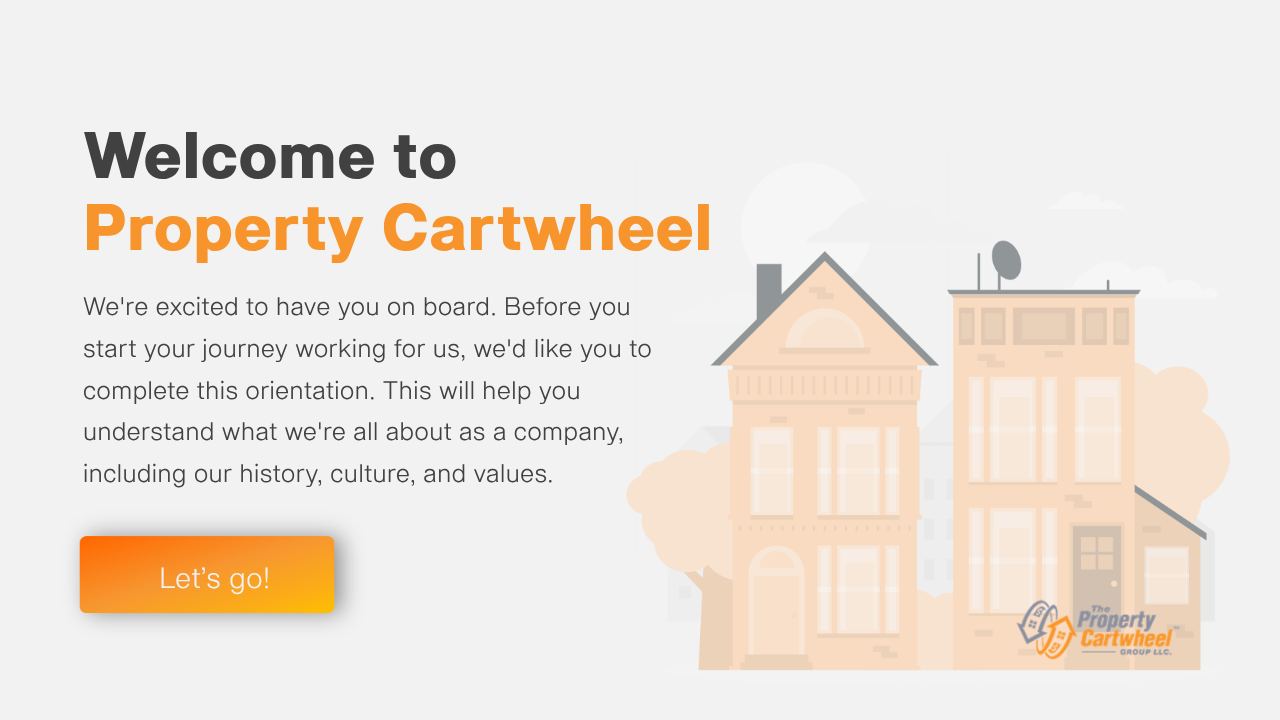 Welcome to
Property Cartwheel
We're excited to have you on board. Before you
start your journey working for us, we'd like you to
complete this orientation. This will help you
understand what we're all about as a company,
including our history, culture, and values.
Let’s go!
The
Property
Cartwheel™
GROUP LLC.